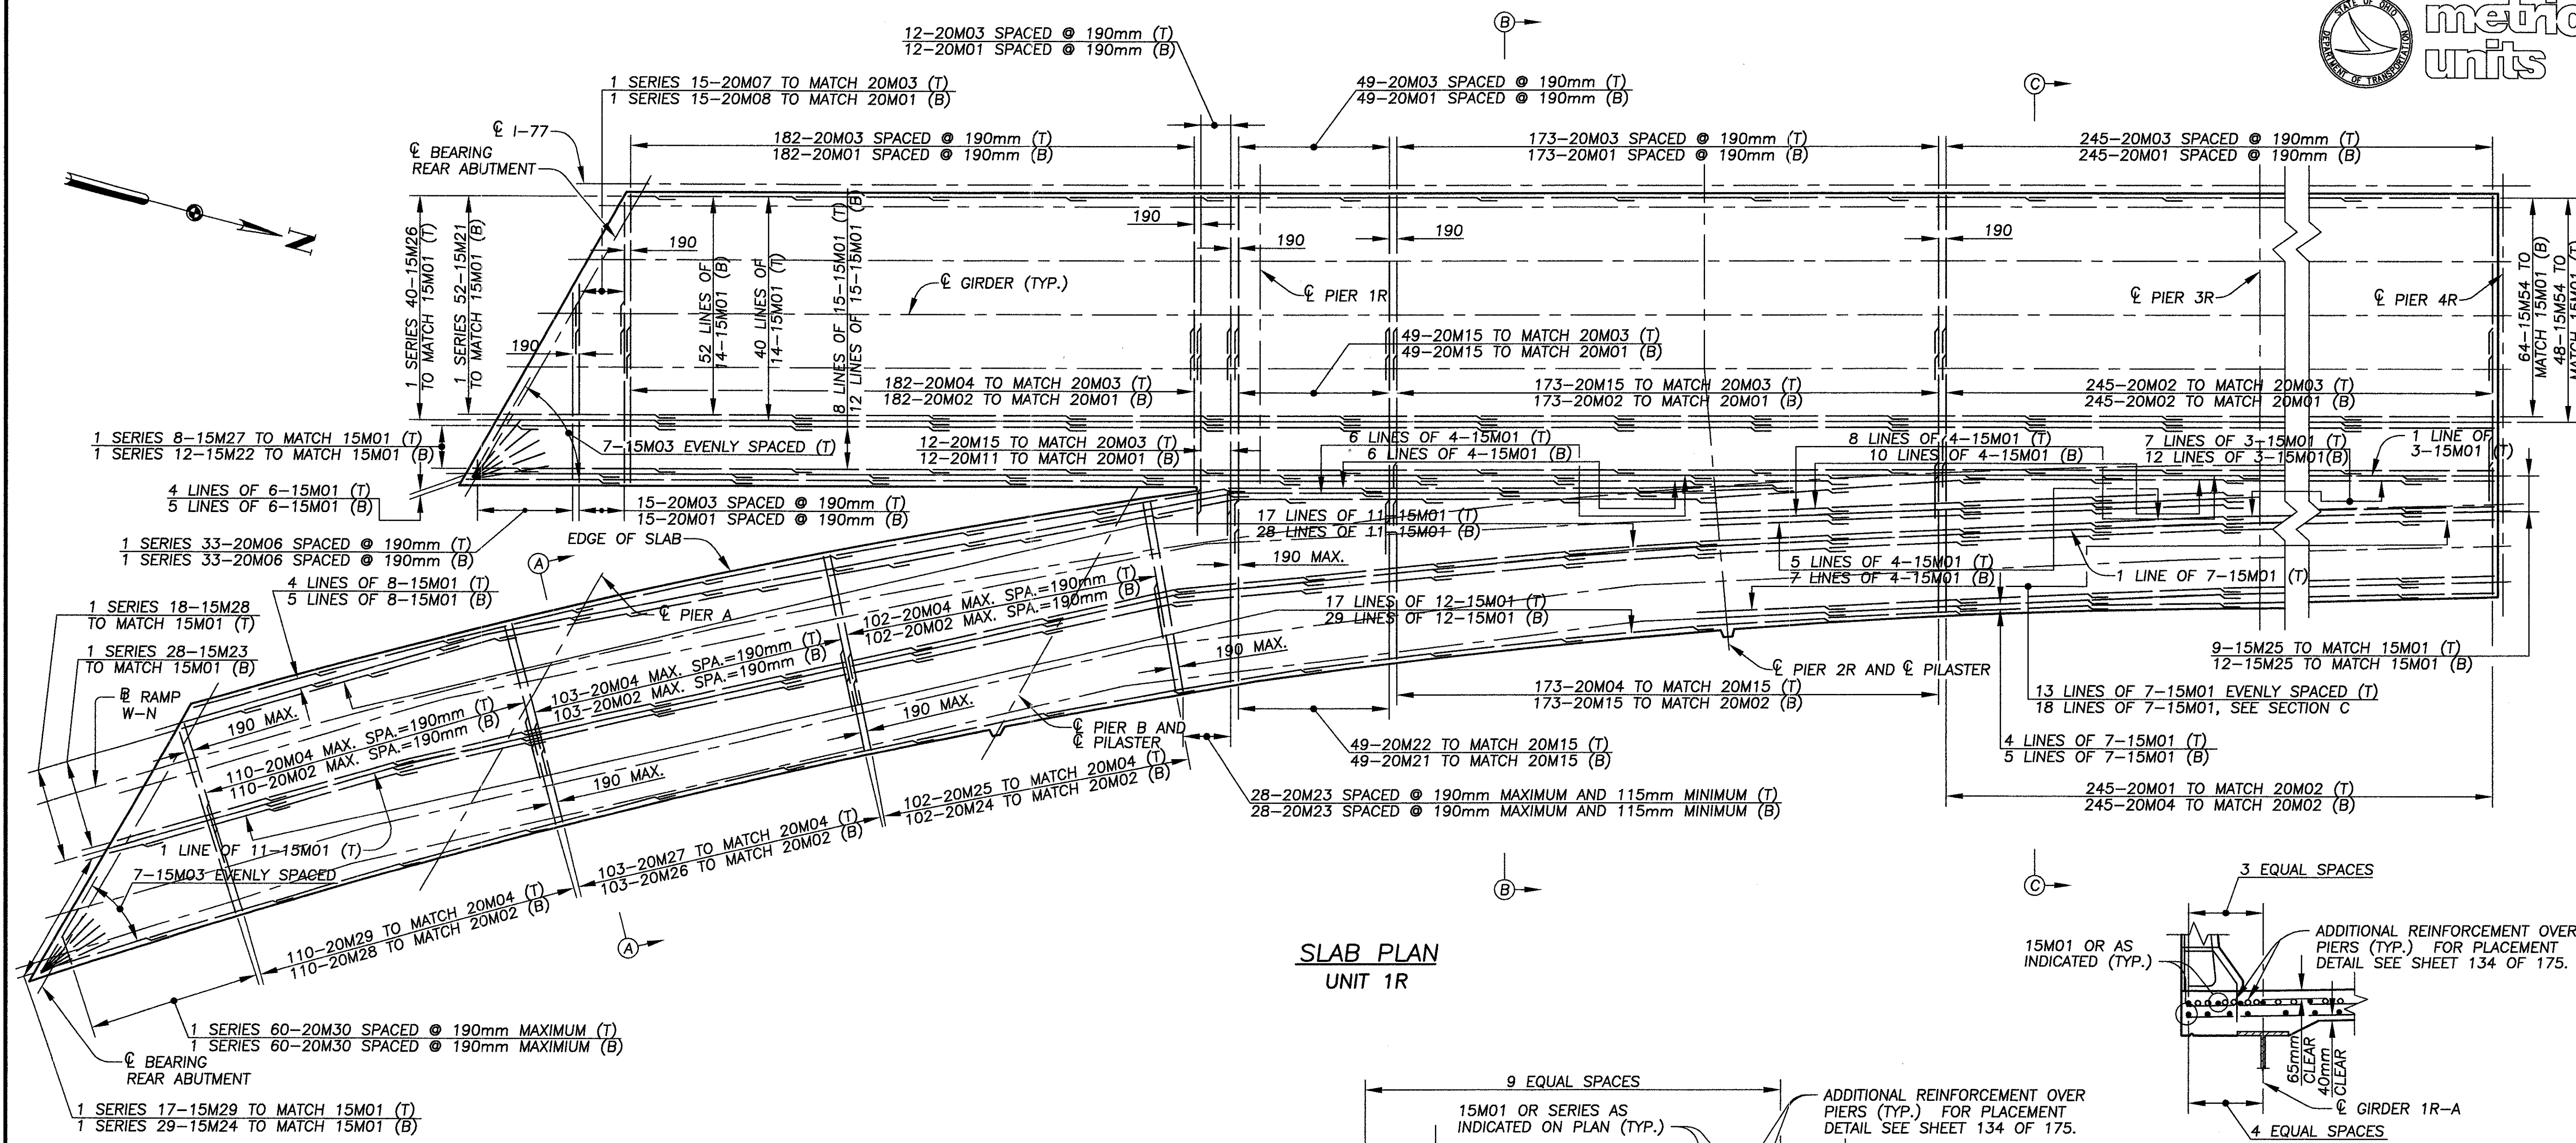 STATE OF OHIO
DEPARTMENT OF TRANSPORTATION
units
B
12-20M03 SPACED @ 190mm (T)
12-20M01 SPACED @ 190mm (B)
1 SERIES 15-20M07 TO MATCH 20M03 (T)
1 SERIES 15-20M08 TO MATCH 20M01 (B)
49-20M03 SPACED @ 190mm (T)
49-20M01 SPACED @ 190mm (B)
C
℄ I-77
℄ BEARING
REAR ABUTMENT
182-20M03 SPACED @ 190mm (T)
182-20M01 SPACED @ 190mm (B)
173-20M03 SPACED @ 190mm (T)
173-20M01 SPACED @ 190mm (B)
245-20M03 SPACED @ 190mm (T)
245-20M01 SPACED @ 190mm (B)
N
1 SERIES 40-15M26
TO MATCH 15M01 (T)
1 SERIES 52-15M21
TO MATCH 15M01 (B)
190
190
52 LINES OF
14-15M01 (B)
40 LINES OF
14-15M01 (T)
8 LINES OF 15-15M01 (T)
12 LINES OF 15-15M01 (B)
190
190
190
190
℄ GIRDER (TYP.)
℄ PIER 1R
℄ PIER 3R
℄ PIER 4R
64-15M54 TO
MATCH 15M01 (B)
48-15M54 TO
MATCH 15M01 (T)
49-20M15 TO MATCH 20M03 (T)
49-20M15 TO MATCH 20M01 (B)
182-20M04 TO MATCH 20M03 (T)
182-20M02 TO MATCH 20M01 (B)
173-20M15 TO MATCH 20M03 (T)
173-20M02 TO MATCH 20M01 (B)
245-20M02 TO MATCH 20M03 (T)
245-20M02 TO MATCH 20M01 (B)
1 SERIES 8-15M27 TO MATCH 15M01 (T)
1 SERIES 12-15M22 TO MATCH 15M01 (B)
7-15M03 EVENLY SPACED (T)
12-20M15 TO MATCH 20M03 (T)
12-20M11 TO MATCH 20M01 (B)
6 LINES OF 4-15M01 (T)
6 LINES OF 4-15M01 (B)
8 LINES OF 4-15M01 (T)
10 LINES OF 4-15M01 (B)
7 LINES OF 3-15M01 (T)
12 LINES OF 3-15M01(B)
1 LINE OF
3-15M01 (T)
4 LINES OF 6-15M01 (T)
5 LINES OF 6-15M01 (B)
15-20M03 SPACED @ 190mm (T)
15-20M01 SPACED @ 190mm (B)
EDGE OF SLAB
17 LINES OF 11-15M01 (T)
28 LINES OF 11-15M01 (B)
1 SERIES 33-20M06 SPACED @ 190mm (T)
1 SERIES 33-20M06 SPACED @ 190mm (B)
A
190 MAX.
5 LINES OF 4-15M01 (T)
7 LINES OF 4-15M01 (B)
1 LINE OF 7-15M01 (T)
4 LINES OF 8-15M01 (T)
5 LINES OF 8-15M01 (B)
℄ PIER A
102-20M04 MAX. SPA.=190mm (T)
102-20M02 MAX. SPA.=190mm (B)
17 LINES OF 12-15M01 (T)
29 LINES OF 12-15M01 (B)
1 SERIES 18-15M28
TO MATCH 15M01 (T)
1 SERIES 28-15M23
TO MATCH 15M01 (B)
190 MAX.
℄ PIER 2R AND ℄ PILASTER
9-15M25 TO MATCH 15M01 (T)
12-15M25 TO MATCH 15M01 (B)
B RAMP
W-N
103-20M04 MAX. SPA.=190mm (T)
103-20M02 MAX. SPA.=190mm (B)
173-20M04 TO MATCH 20M15 (T)
173-20M15 TO MATCH 20M02 (B)
13 LINES OF 7-15M01 EVENLY SPACED (T)
18 LINES OF 7-15M01, SEE SECTION C
190 MAX.
190 MAX.
℄ PIER B AND
℄ PILASTER
110-20M04 MAX. SPA.=190mm (T)
110-20M02 MAX. SPA.=190mm (B)
190 MAX.
49-20M22 TO MATCH 20M15 (T)
49-20M21 TO MATCH 20M15 (B)
4 LINES OF 7-15M01 (T)
5 LINES OF 7-15M01 (B)
102-20M25 TO MATCH 20M04 (T)
102-20M24 TO MATCH 20M02 (B)
28-20M23 SPACED @ 190mm MAXIMUM AND 115mm MINIMUM (T)
28-20M23 SPACED @ 190mm MAXIMUM AND 115mm MINIMUM (B)
245-20M01 TO MATCH 20M02 (T)
245-20M04 TO MATCH 20M02 (B)
1 LINE OF 11-15M01 (T)
103-20M27 TO MATCH 20M04 (T)
103-20M26 TO MATCH 20M02 (B)
7-15M03 EVENLY SPACED
110-20M29 TO MATCH 20M04 (T)
110-20M28 TO MATCH 20M02 (B)
A
B
C
3 EQUAL SPACES
SLAB PLAN
UNIT 1R
15M01 OR AS
INDICATED (TYP.)
ADDITIONAL REINFORCEMENT OVER
PIERS (TYP.) FOR PLACEMENT
DETAIL SEE SHEET 134 OF 175.
1 SERIES 60-20M30 SPACED @ 190mm MAXIMUM (T)
1 SERIES 60-20M30 SPACED @ 190mm MAXIMIUM (B)
℄ BEARING
REAR ABUTMENT
65mm
CLEAR
40mm
CLEAR
9 EQUAL SPACES
℄ GIRDER 1R-A
1 SERIES 17-15M29 TO MATCH 15M01 (T)
1 SERIES 29-15M24 TO MATCH 15M01 (B)
15M01 OR SERIES AS
INDICATED ON PLAN (TYP.)
ADDITIONAL REINFORCEMENT OVER
PIERS (TYP.) FOR PLACEMENT
DETAIL SEE SHEET 134 OF 175.
4 EQUAL SPACES